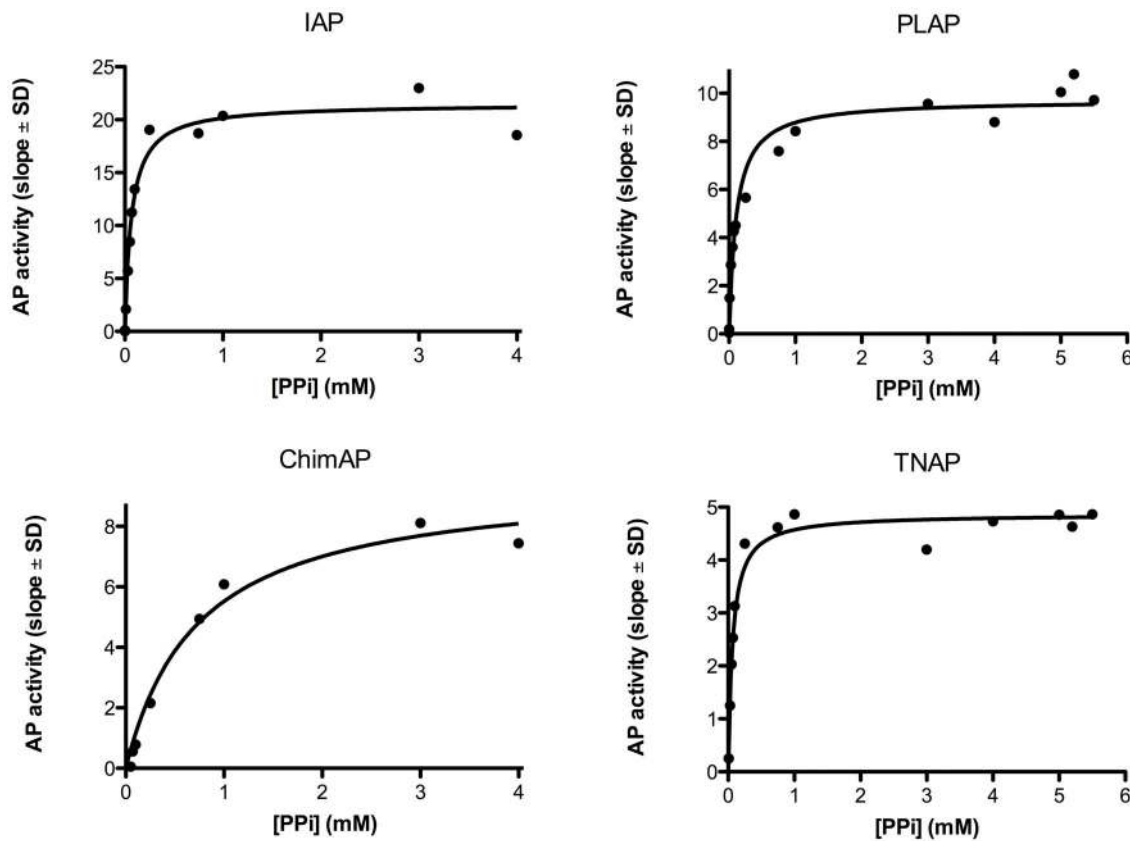 IAP
AP activity (slope ± SD)
25
20
15
10
5
0
0 1 2 3 4
[PPi] (mM)
PLAP
AP activity (slope ± SD)
10
8
6
4
2
0
0 1 2 3 4 5 6
[PPi] (mM)
ChimAP
AP activity (slope ± SD)
8
6
4
2
0
0 1 2 3 4
[PPi] (mM)
TNAP
AP activity (slope ± SD)
5
4
3
2
1
0
0 1 2 3 4 5 6
[PPi] (mM)